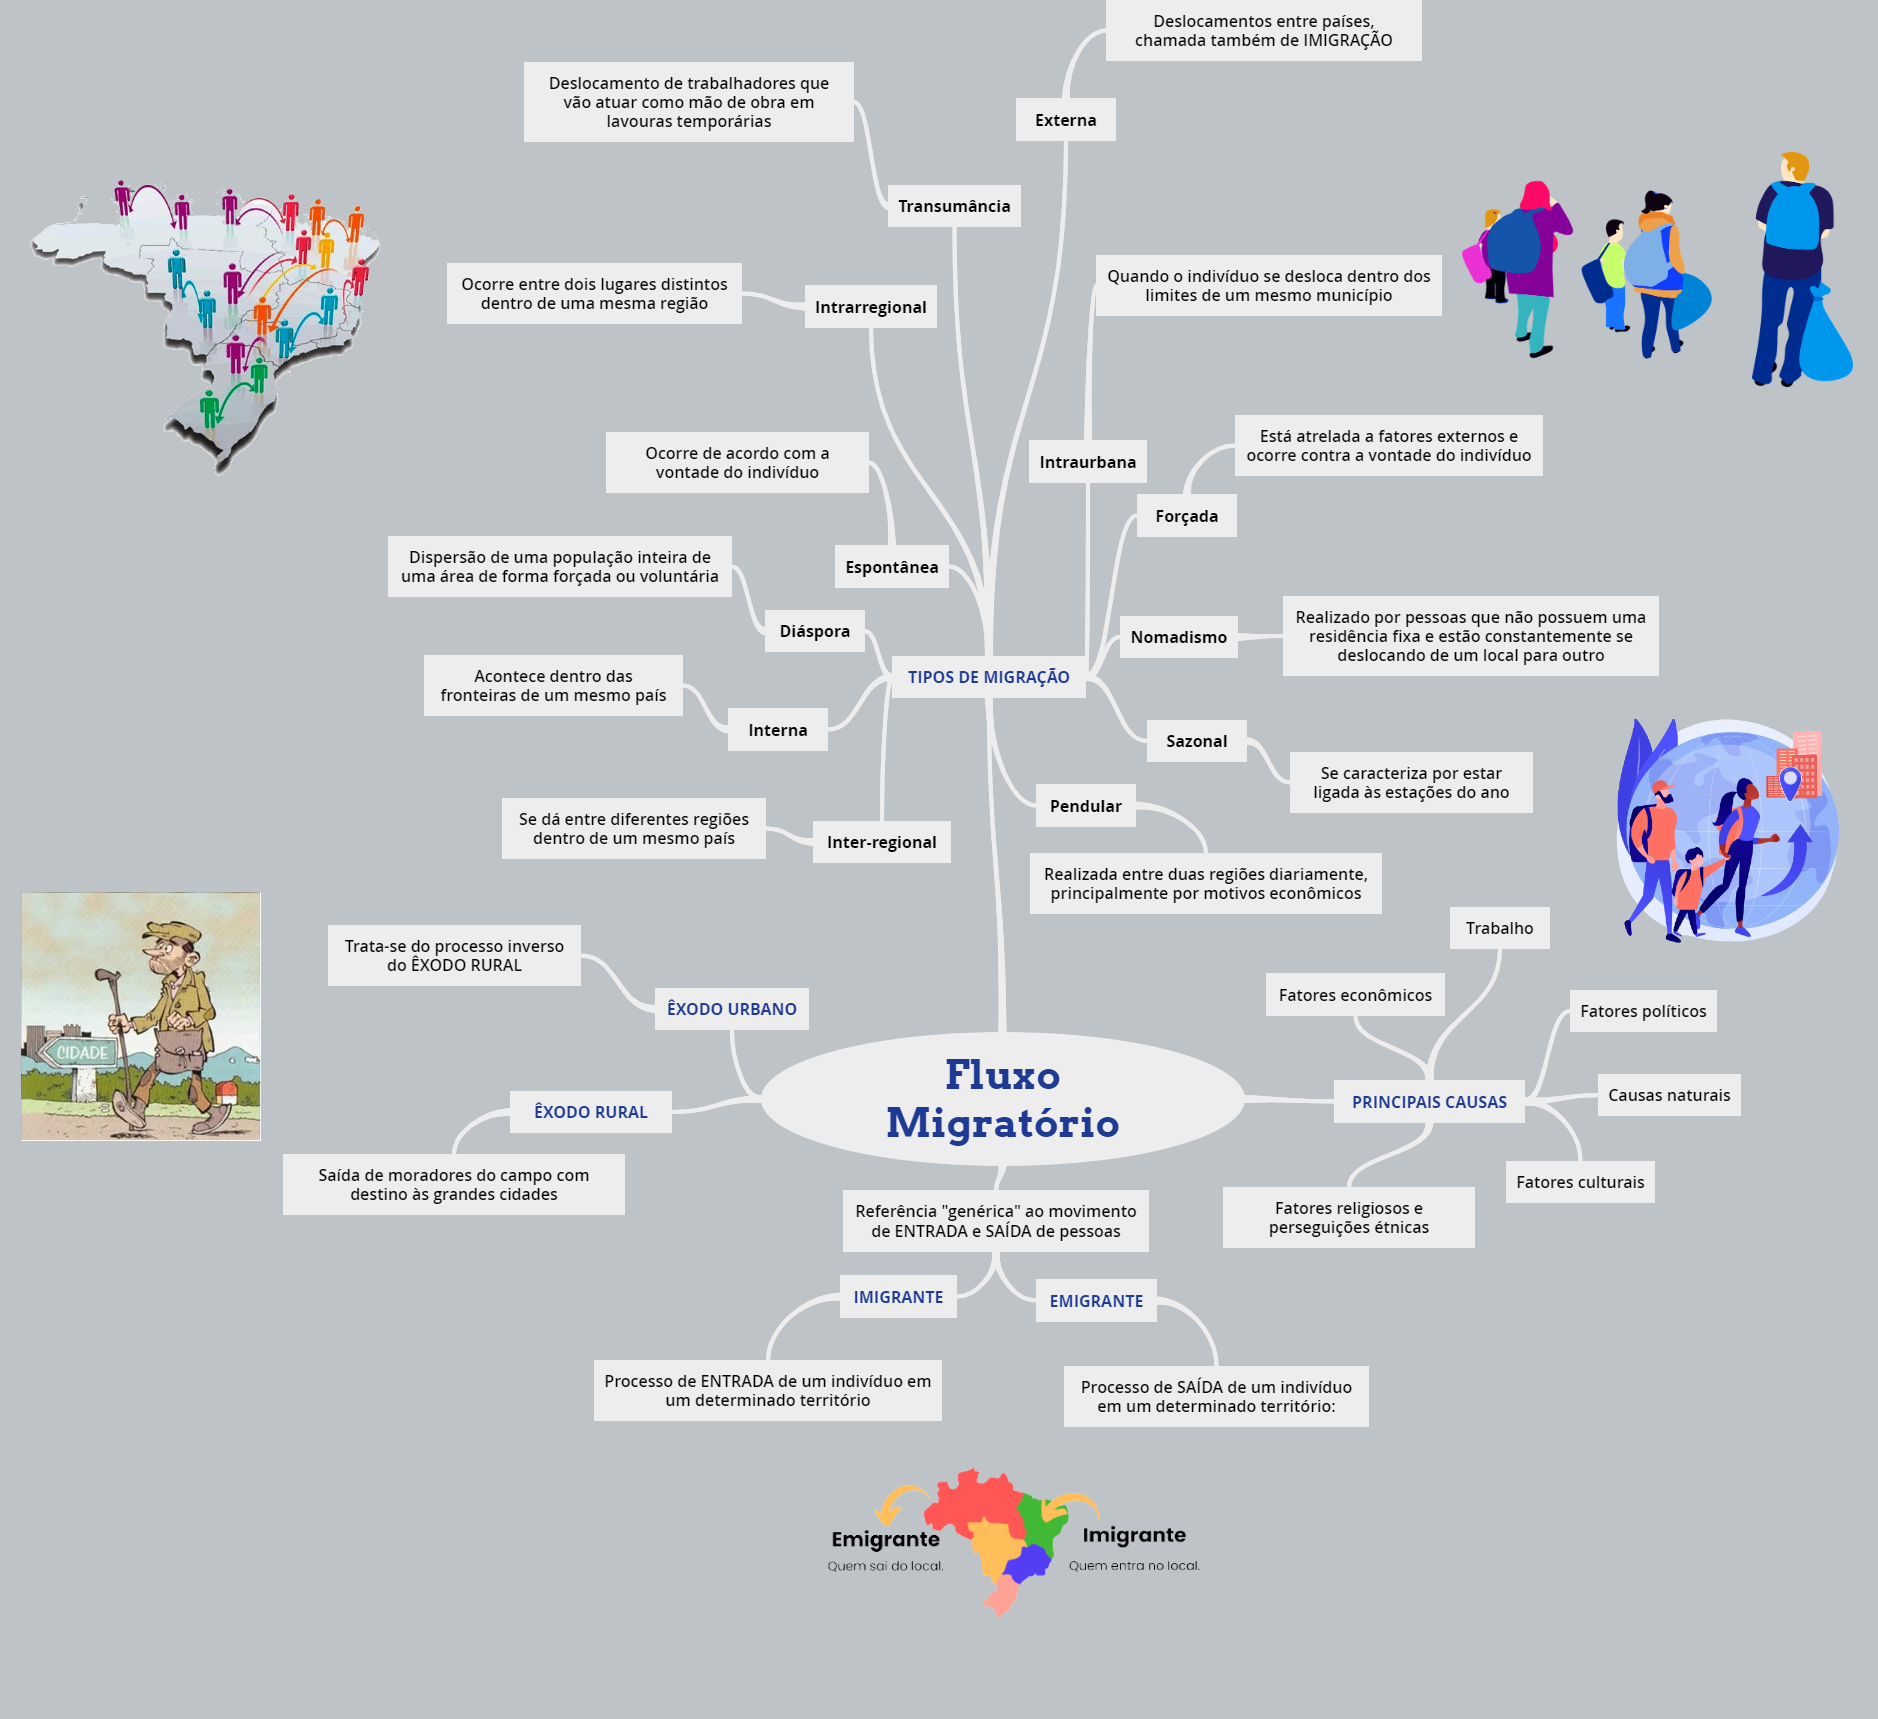 Deslocamentos entre países,
chamada também de IMIGRAÇÃO
Externa
Deslocamento de trabalhadores que
vão atuar como mão de obra em
lavouras temporárias
Transumância
Ocorre entre dois lugares distintos
dentro de uma mesma região
Intrarregional
Quando o indivíduo se desloca dentro dos
limites de um mesmo município
Intraurbana
Ocorre de acordo com a
vontade do indivíduo
Espontânea
Está atrelada a fatores externos e
ocorre contra a vontade do indivíduo
Forçada
Dispersão de uma população inteira de
uma área de forma forçada ou voluntária
Diáspora
Nomadismo
Realizado por pessoas que não possuem uma
residência fixa e estão constantemente se
deslocando de um local para outro
TIPOS DE MIGRAÇÃO
Acontece dentro das
fronteiras de um mesmo país
Interna
Sazonal
Se caracteriza por estar
ligada às estações do ano
Se dá entre diferentes regiões
dentro de um mesmo país
Inter-regional
Pendular
Realizada entre duas regiões diariamente,
principalmente por motivos econômicos
Trata-se do processo inverso
do ÊXODO RURAL
ÊXODO URBANO
CIDADE
ÊXODO RURAL
Saída de moradores do campo com
destino às grandes cidades
Fluxo
Migratório
Trabalho
Fatores econômicos
Fatores políticos
PRINCIPAIS CAUSAS
Causas naturais
Fatores culturais
Fatores religiosos e
perseguições étnicas
Referência "genérica" ao movimento
de ENTRADA e SAÍDA de pessoas
IMIGRANTE
EMIGRANTE
Processo de ENTRADA de um indivíduo em
um determinado território
Processo de SAÍDA de um indivíduo
em um determinado território:
Emigrante
Quem sai do local.
Imigrante
Quem entra no local.